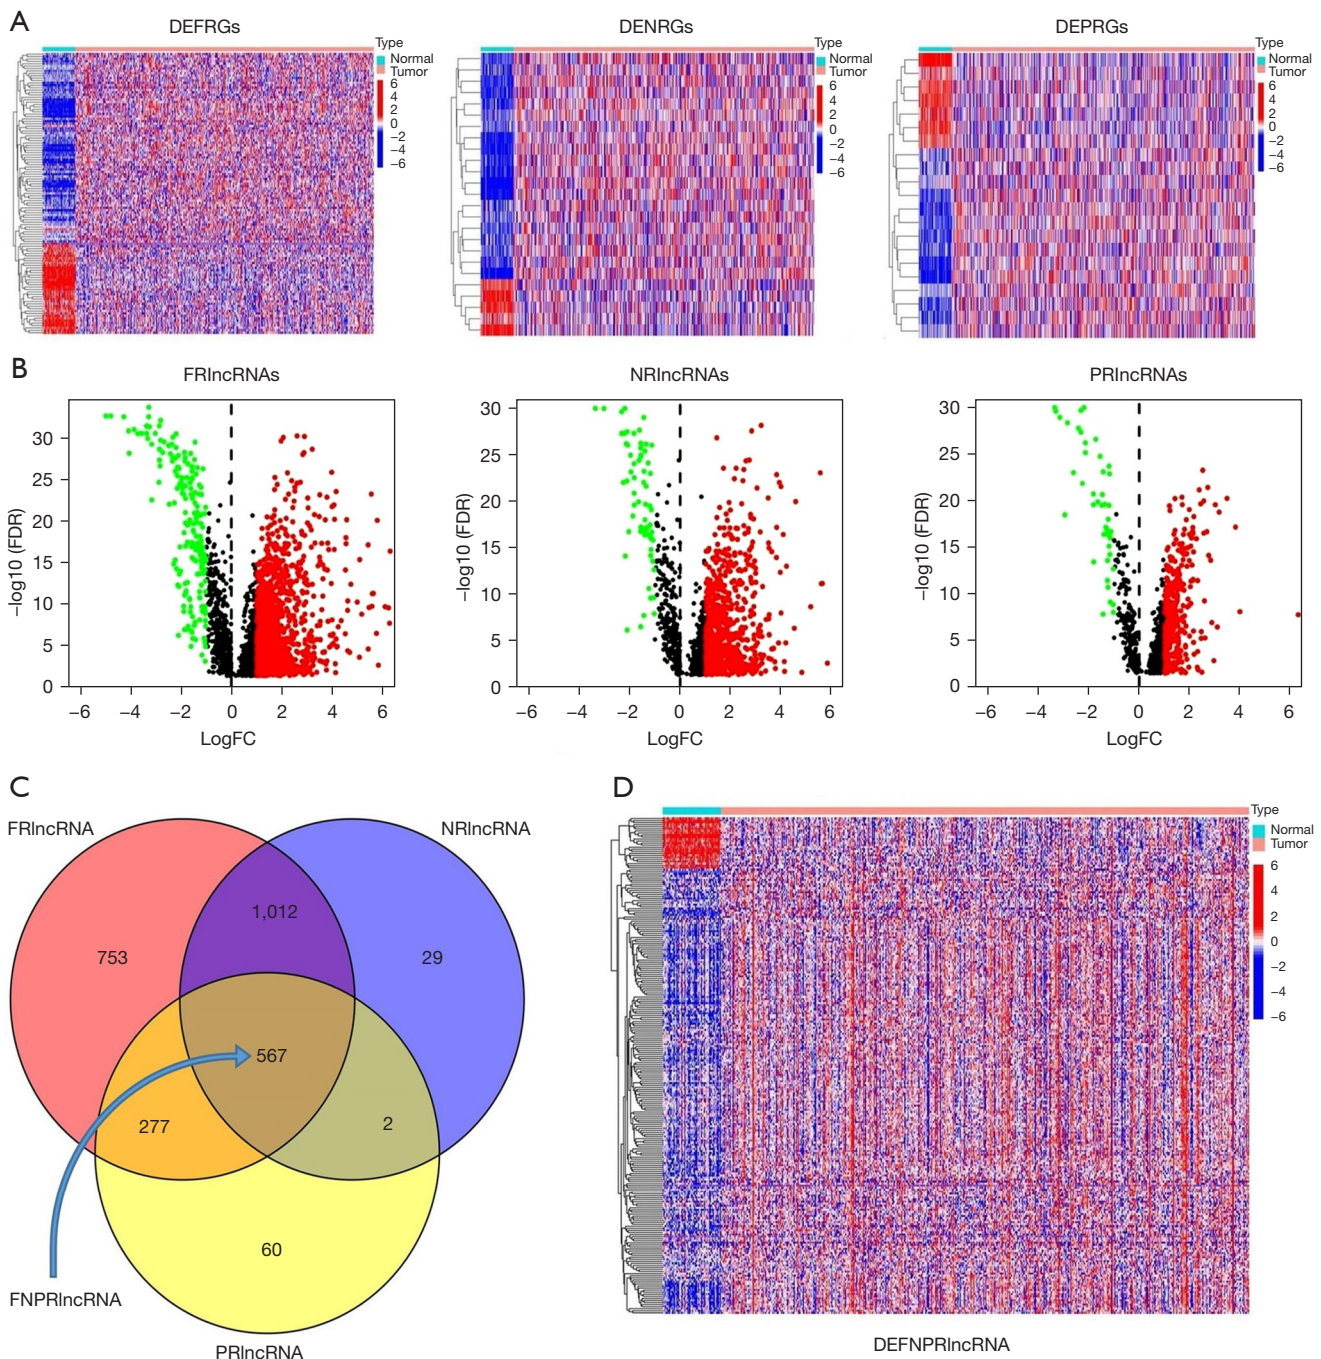 A
DEFRGs
DENRGs
DEPRGs
Type
Normal
Tumor
6
4
2
0
−2
−4
−6
Type
Normal
Tumor
6
4
2
0
−2
−4
−6
Type
Normal
Tumor
6
4
2
0
−2
−4
−6
B
FRlncRNAs
NRlncRNAs
PRlncRNAs
−log10 (FDR)
30
25
20
15
10
5
0
−6 −4 −2 0 2 4 6
LogFC
−log10 (FDR)
30
25
20
15
10
5
0
−6 −4 −2 0 2 4 6
LogFC
−log10 (FDR)
30
25
20
15
10
5
0
−6 −4 −2 0 2 4 6
LogFC
C
FRlncRNA
NRlncRNA
1,012
753
29
567
277
2
60
FNPRlncRNA
PRlncRNA
D
Type
Normal
Tumor
6
4
2
0
−2
−4
−6
DEFNPRlncRNA